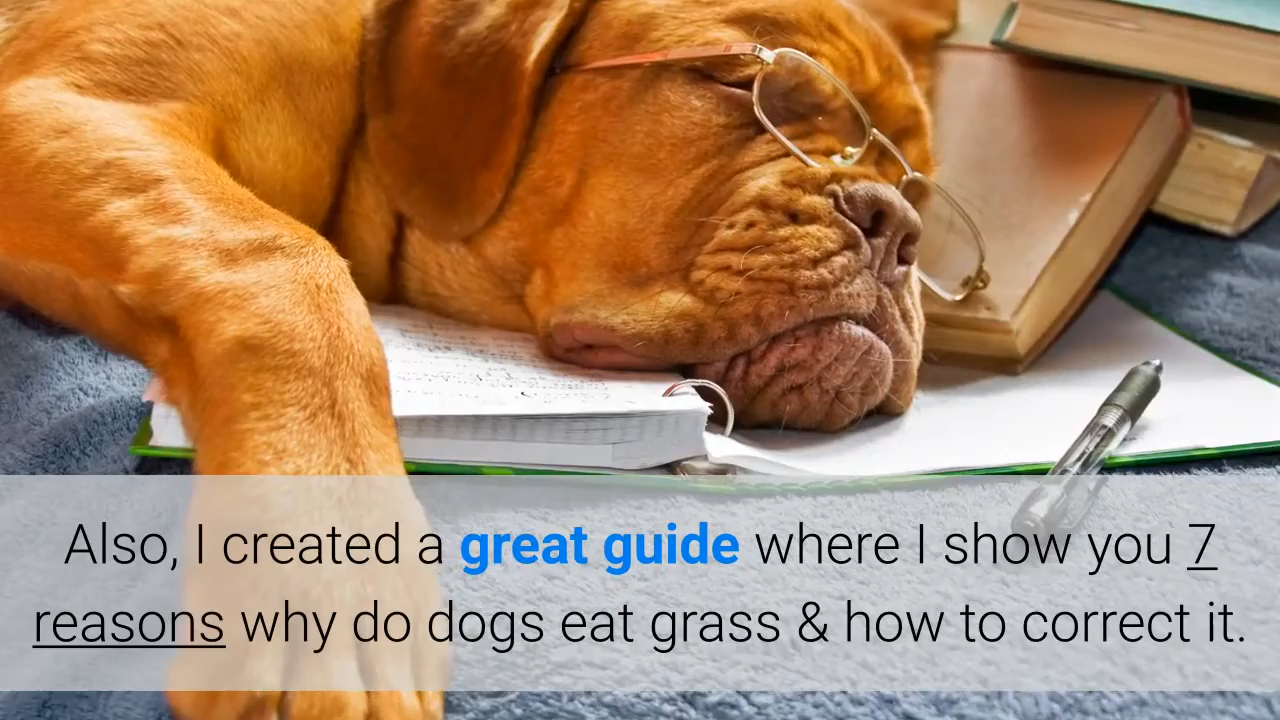 Also, I created a great guide where I show you 7
reasons why do dogs eat grass & how to correct it.